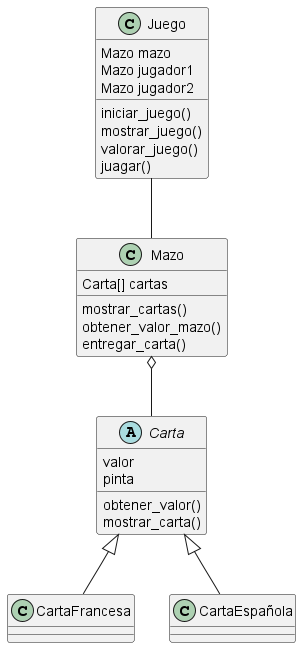 C Juego
Mazo mazo
Mazo jugador1
Mazo jugador2
iniciar_juego()
mostrar_juego()
valorar_juego()
juagar()
C Mazo
Carta[] cartas
mostrar_cartas()
obtener_valor_mazo()
entregar_carta()
A Carta
valor
pinta
obtener_valor()
mostrar_carta()
C CartaFrancesa
C CartaEspañola